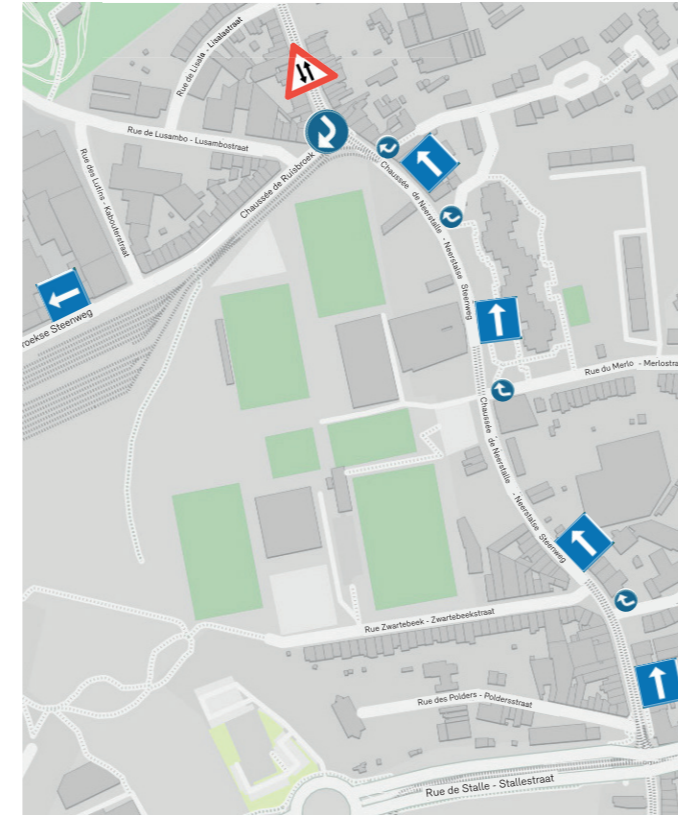 Rue de Lisala - Lisalastraat
Rue de Lusambo - Lusambostraat
Rue des Lutins - Kabouterstraat
Chaussée de Ruisbroek
Chaussée de Neerstalle - Neerstalse Steenweg
roekse Steenweg
Rue du Merlo - Merlostra
Chaussée de Neerstalle - Neerstalse Steenweg
Rue Zwartebeek - Zwartebeekstraat
Rue des Polders - Poldersstraat
Rue de Stalle - Stallestraat